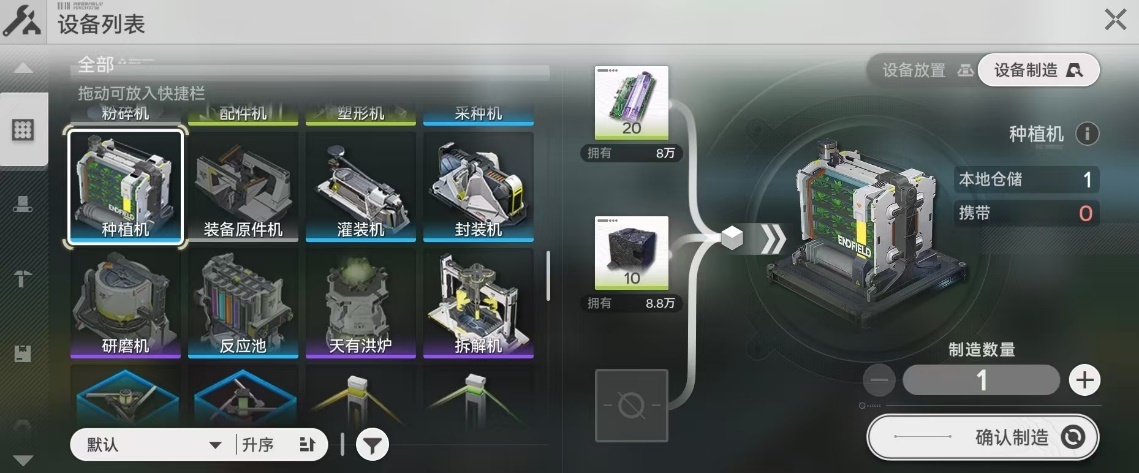 设备列表
全部
拖动可放入快捷栏
粉碎机
配件机
塑形机
采种机
种植机
装备原件机
灌装机
封装机
研磨机
反应池
天有洪炉
拆解机
默认
升序
20
拥有 8万
10
拥有 8.8万
设备放置
设备制造
种植机
本地仓储 1
携带 0
ENDFIELD
ENDFIELD
制造数量
1
确认制造